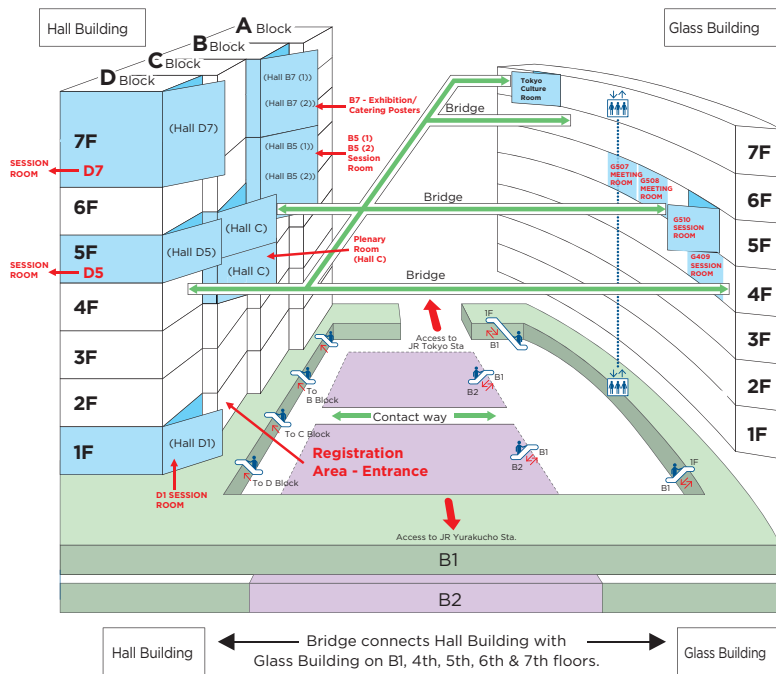 Hall Building
Glass Building
A Block
B Block
C Block
D Block
(Hall B7 (1))
(Hall B7 (2))
B7 - Exhibition/
Catering Posters
Tokyo
Culture
Room
Bridge
7F
(Hall D7)
SESSION
ROOM
D7
(Hall B5 (1))
(Hall B5 (2))
B5 (1)
B5 (2)
Session
Room
7F
G507
MEETING
ROOM
G508
MEETING
ROOM
6F
(Hall C)
Bridge
6F
G510
SESSION
ROOM
5F
(Hall D5)
SESSION
ROOM
D5
(Hall C)
Plenary
Room
(Hall C)
5F
G409
SESSION
ROOM
Bridge
4F
4F
1F
B1
Access to
JR Tokyo Sta
3F
3F
To
B Block
B1
B2
2F
2F
Contact way
1F
(Hall D1)
To C Block
Registration
Area - Entrance
B1
B2
1F
1F
B1
To D Block
D1 SESSION
ROOM
Access to JR Yurakucho Sta.
B1
B2
Hall Building
Bridge connects Hall Building with
Glass Building on B1, 4th, 5th, 6th & 7th floors.
Glass Building